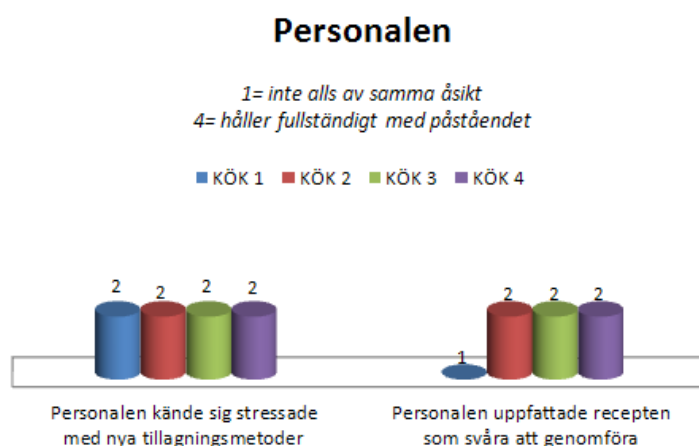 Personalen
1= inte alls av samma åsikt
4= håller fullständigt med påståendet
KÖK 1 KÖK 2 KÖK 3 KÖK 4
2 2 2 2 1 2 2 2
Personalen kände sig stressade
med nya tillagningsmetoder
Personalen uppfattade recepten
som svåra att genomföra